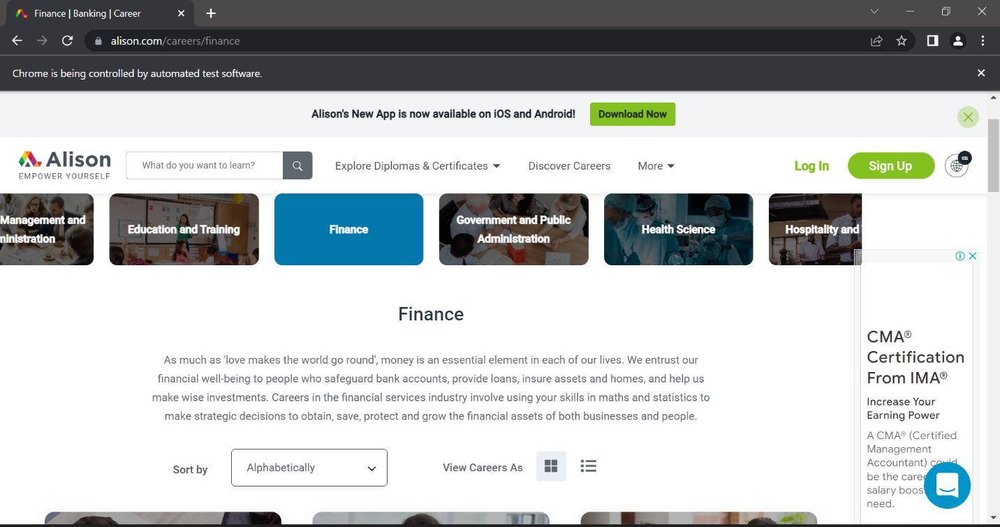 Finance | Banking | Career
alison.com/careers/finance
Chrome is being controlled by automated test software.
Alison's New App is now available on iOS and Android!
Download Now
Alison
EMPOWER YOURSELF
What do you want to learn?
Explore Diplomas & Certificates
Discover Careers
More
Log In
Sign Up
en
Management and
ministration
Education and Training
Finance
Government and Public
Administration
Health Science
Hospitality and
Finance
As much as 'love makes the world go round', money is an essential element in each of our lives. We entrust our
financial well-being to people who safeguard bank accounts, provide loans, insure assets and homes, and help us
make wise investments. Careers in the financial services industry involve using your skills in maths and statistics to
make strategic decisions to obtain, save, protect and grow the financial assets of both businesses and people.
Sort by
Alphabetically
View Careers As
CMA®
Certification
From IMA®
Increase Your
Earning Power
A CMA® (Certified
Management
Accountant) could
be the caree
salary boos
need.